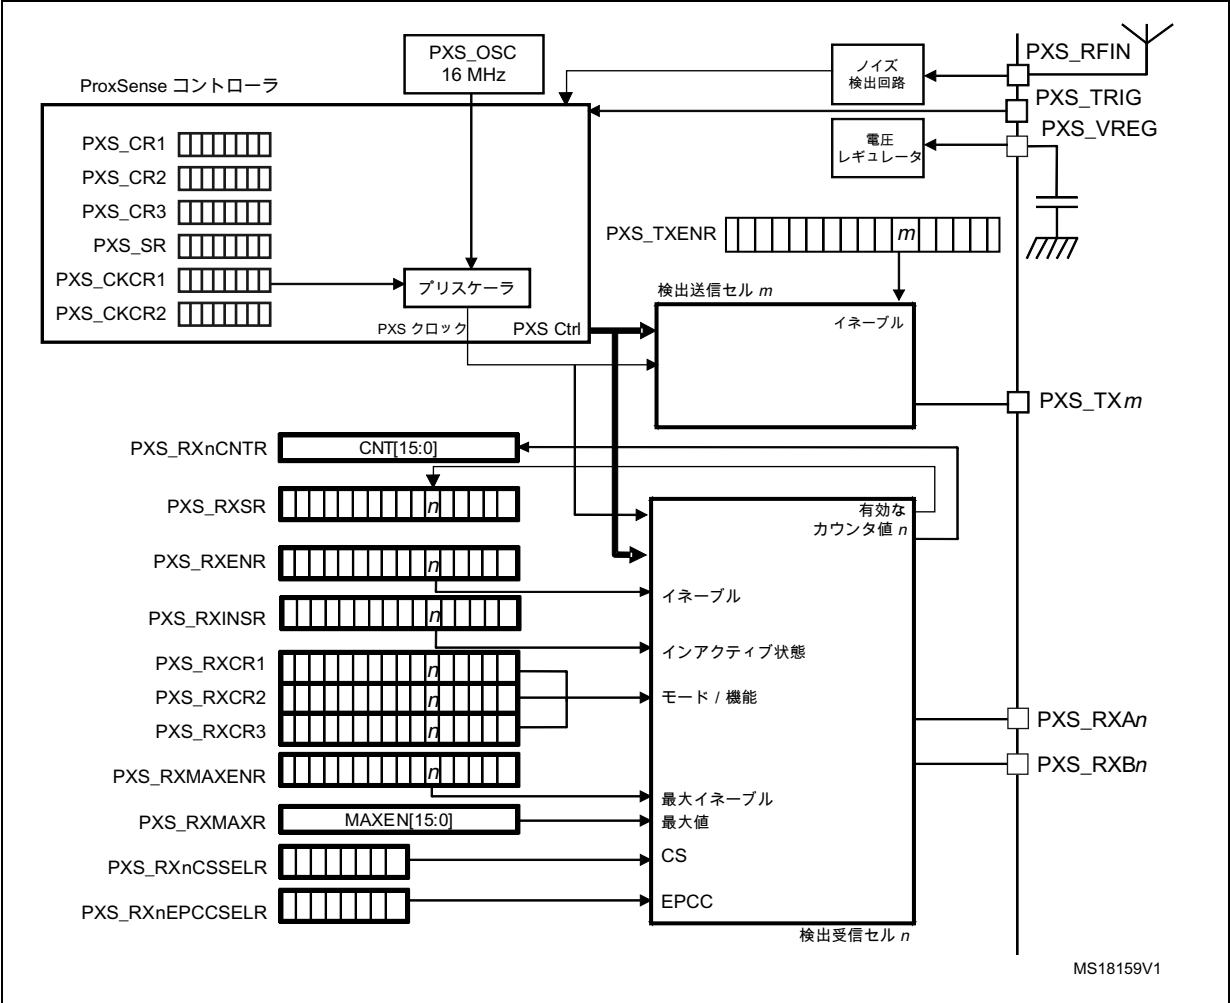 PXS_OSC
16 MHz
ProxSense コントローラ
ノイズ
検出回路
PXS_RFIN
PXS_TRIG
PXS_VREG
電圧
レギュレータ
PXS_CR1
PXS_CR2
PXS_CR3
PXS_SR
PXS_CKCR1
PXS_CKCR2
プリスケーラ
PXS クロック
PXS Ctrl
PXS_TXENR
m
検出送信セル m
イネーブル
PXS_TXm
PXS_RXnCNTR
CNT[15:0]
PXS_RXSR
n
有効な
カウンタ値 n
PXS_RXENR
n
イネーブル
PXS_RXINSR
n
インアクティブ状態
PXS_RXCR1
n
PXS_RXCR2
n
モード / 機能
PXS_RXCR3
n
PXS_RXAn
PXS_RXBn
PXS_RXMAXENR
n
最大イネーブル
PXS_RXMAXR
MAXEN[15:0]
最大値
PXS_RXnCSSELR
CS
PXS_RXnEPCCSELR
EPCC
検出受信セル n
MS18159V1